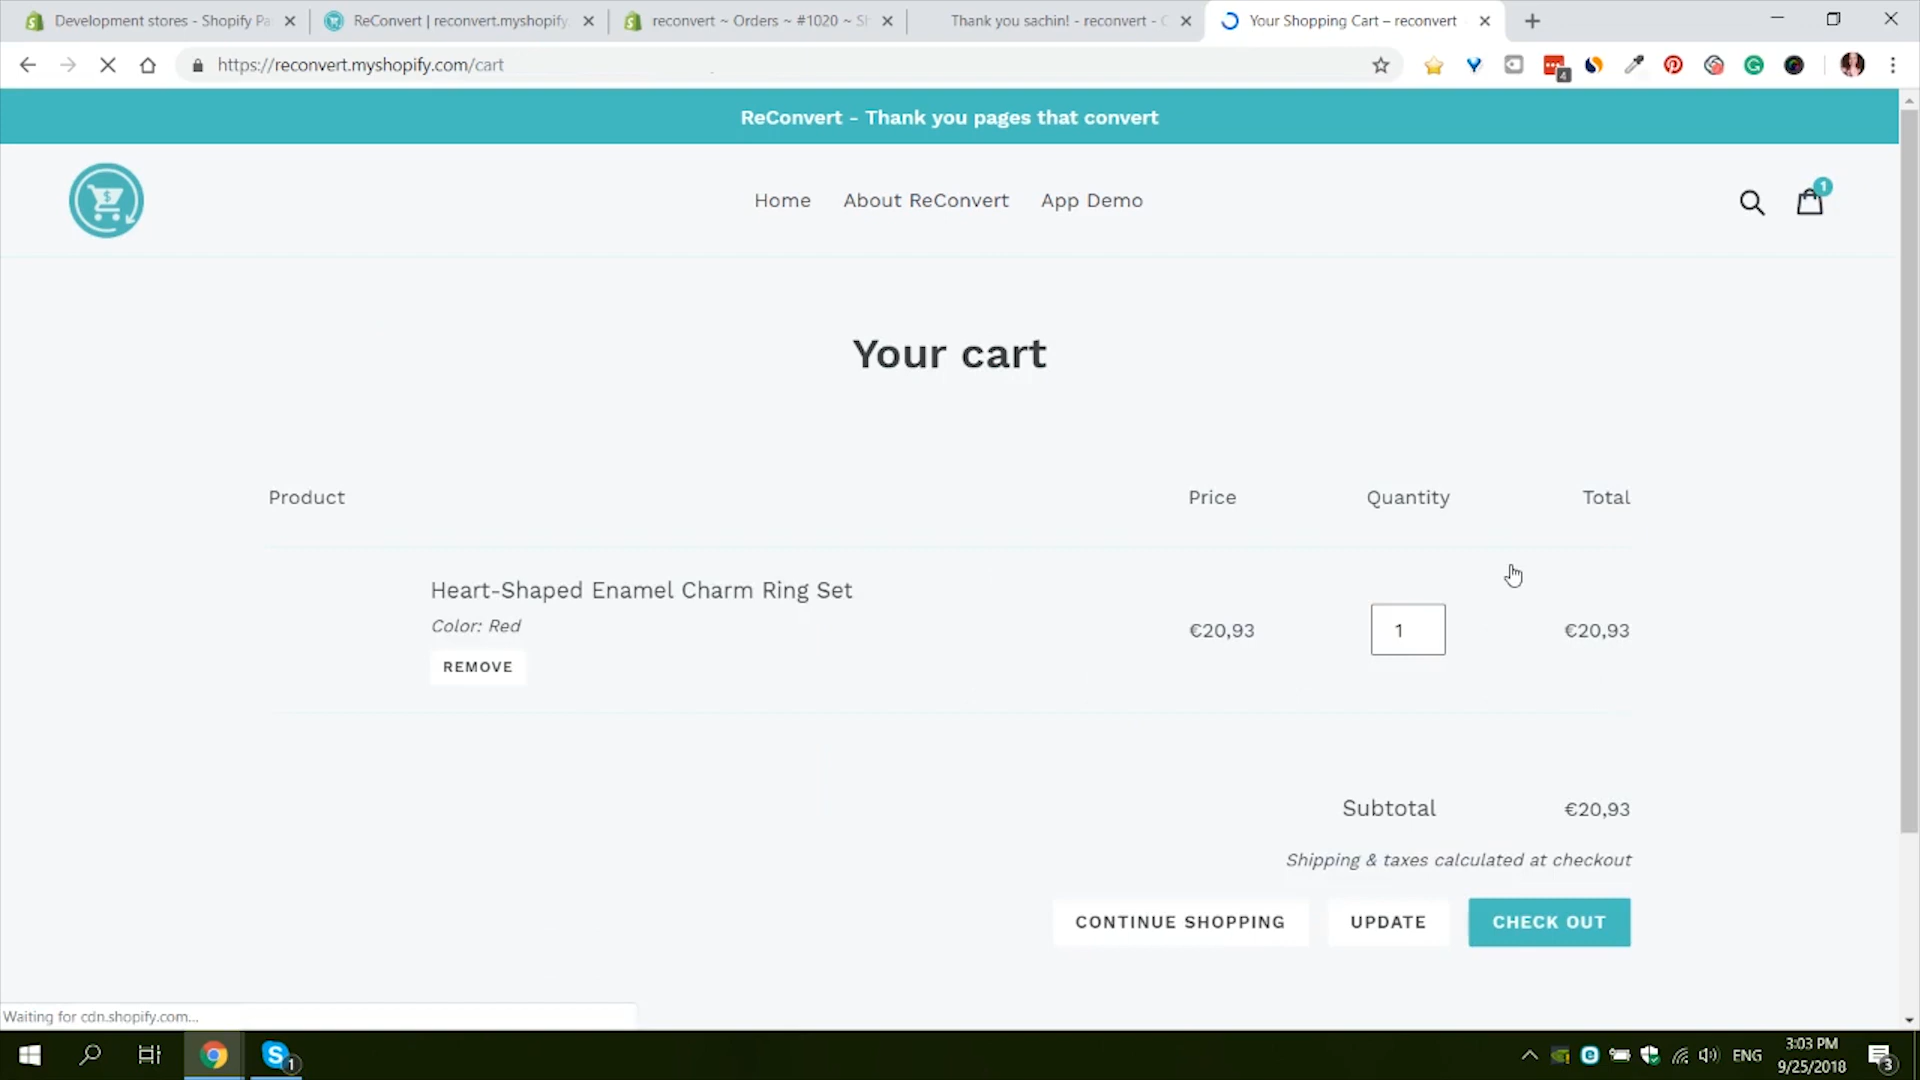 Development stores - Shopify Pa
ReConvert | reconvert.myshopify.
reconvert ~ Orders ~ #1020 ~ Sh
Thank you sachin! - reconvert - C
Your Shopping Cart – reconvert
https://reconvert.myshopify.com/cart
4
ReConvert - Thank you pages that convert
$
Home
About ReConvert
App Demo
1
Your cart
Product
Price
Quantity
Total
Heart-Shaped Enamel Charm Ring Set
Color: Red
REMOVE
€20,93
1
€20,93
Subtotal
€20,93
Shipping & taxes calculated at checkout
CONTINUE SHOPPING
UPDATE
CHECK OUT
Waiting for cdn.shopify.com...
S
1
ENG
3:03 PM
9/25/2018
3